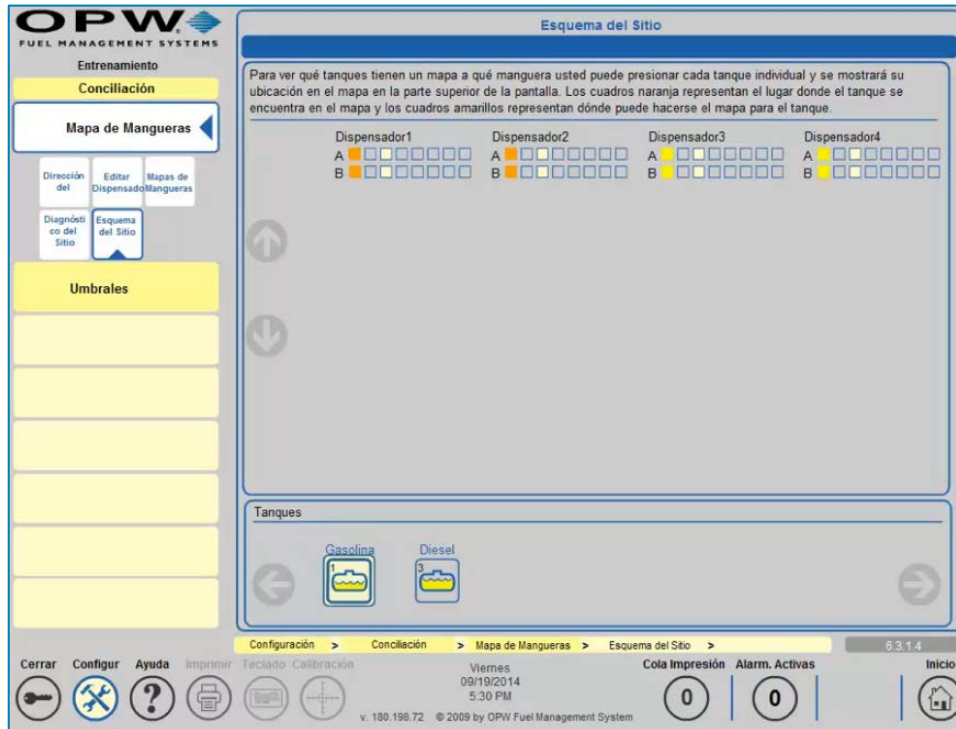 OPW
FUEL MANAGEMENT SYSTEMS
Entrenamiento
Conciliación
Mapa de Mangueras
Dirección
del
Editar
Dispensado
Mapas de
Mangueras
Diagnósti
co del
Sitio
Esquema
del Sitio
Umbrales
Esquema del Sitio
Para ver qué tanques tienen un mapa a qué manguera usted puede presionar cada tanque individual y se mostrará su
ubicación en el mapa en la parte superior de la pantalla. Los cuadros naranja representan el lugar donde el tanque se
encuentra en el mapa y los cuadros amarillos representan dónde puede hacerse el mapa para el tanque.
Dispensador1 Dispensador2 Dispensador3 Dispensador4
A A A A
B B B B
Tanques
Gasolina Diesel
1 3
Configuración > Conciliación > Mapa de Mangueras > Esquema del Sitio >
6.3.1.4
Cerrar Configur Ayuda Imprimir Teclado Calibración
?
Viernes
09/19/2014
5:30 PM
v. 180.198.72 © 2009 by OPW Fuel Management System
Cola Impresión Alarm. Activas Inicio
0 0